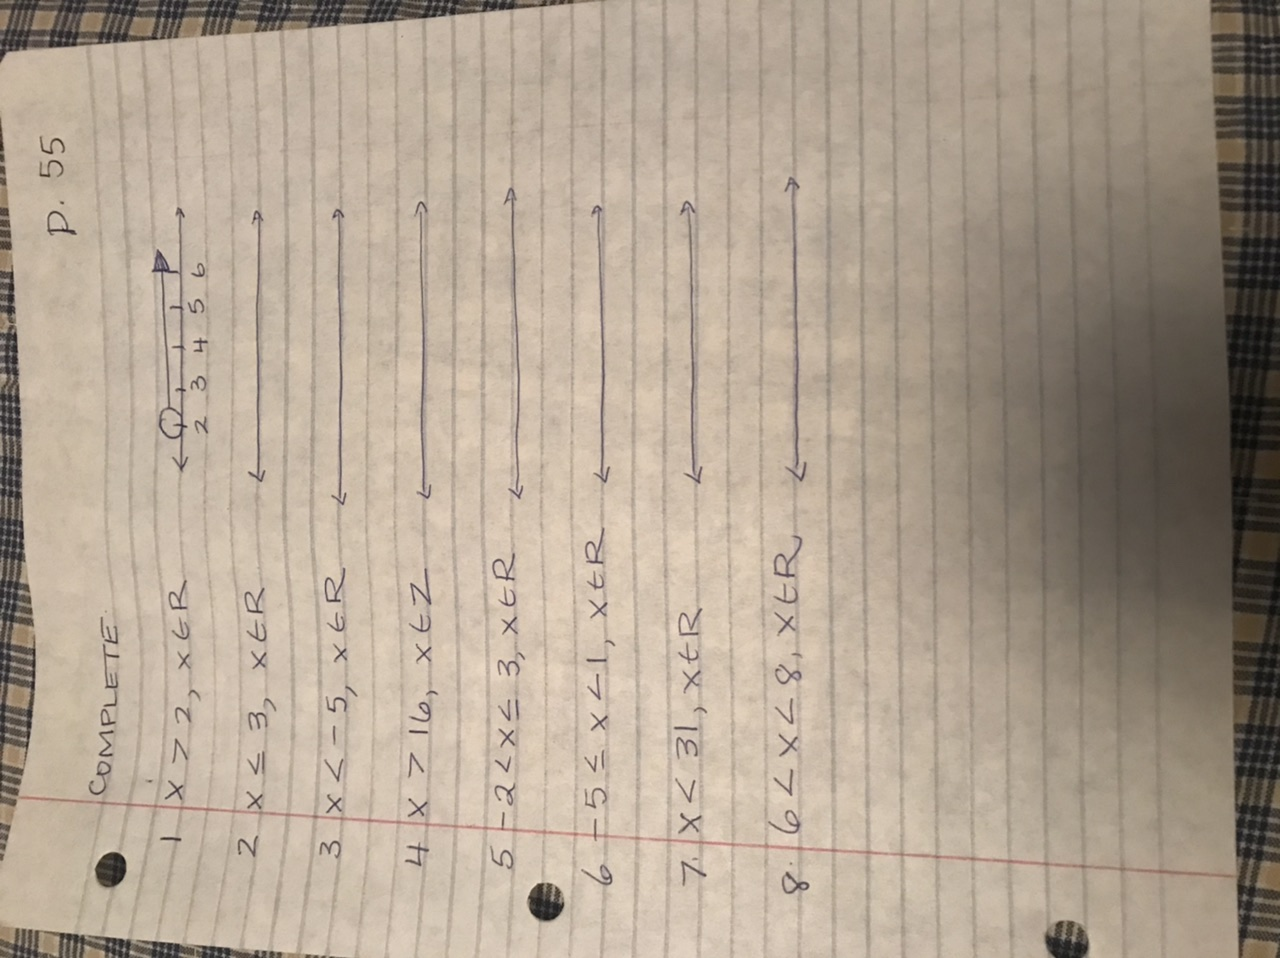 p. 55
COMPLETE
1 x > 2, x ∈ R
2 3 4 5 6
2 x ≤ 3, x ∈ R
3 x < -5, x ∈ R
4 x > 16, x ∈ Z
5 -2 < x ≤ 3, x ∈ R
6 -5 ≤ x < 1, x ∈ R
7. x < 31, x ∈ R
8. 6 < x < 8, x ∈ R